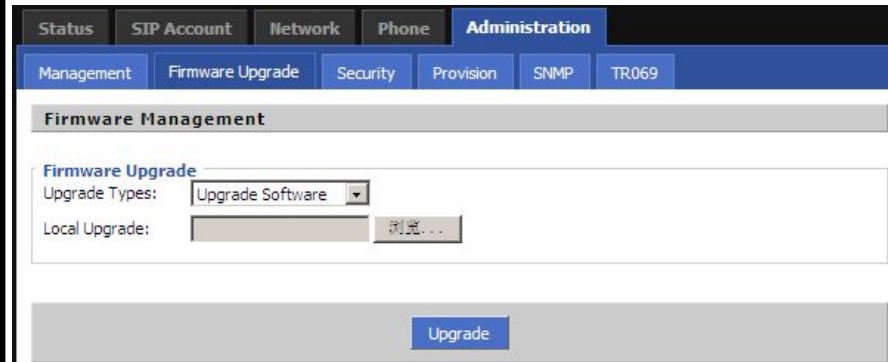 Status SIP Account Network Phone Administration
Management Firmware Upgrade Security Provision SNMP TR069
Firmware Management
Firmware Upgrade
Upgrade Types: Upgrade Software
Local Upgrade: 浏览...
Upgrade